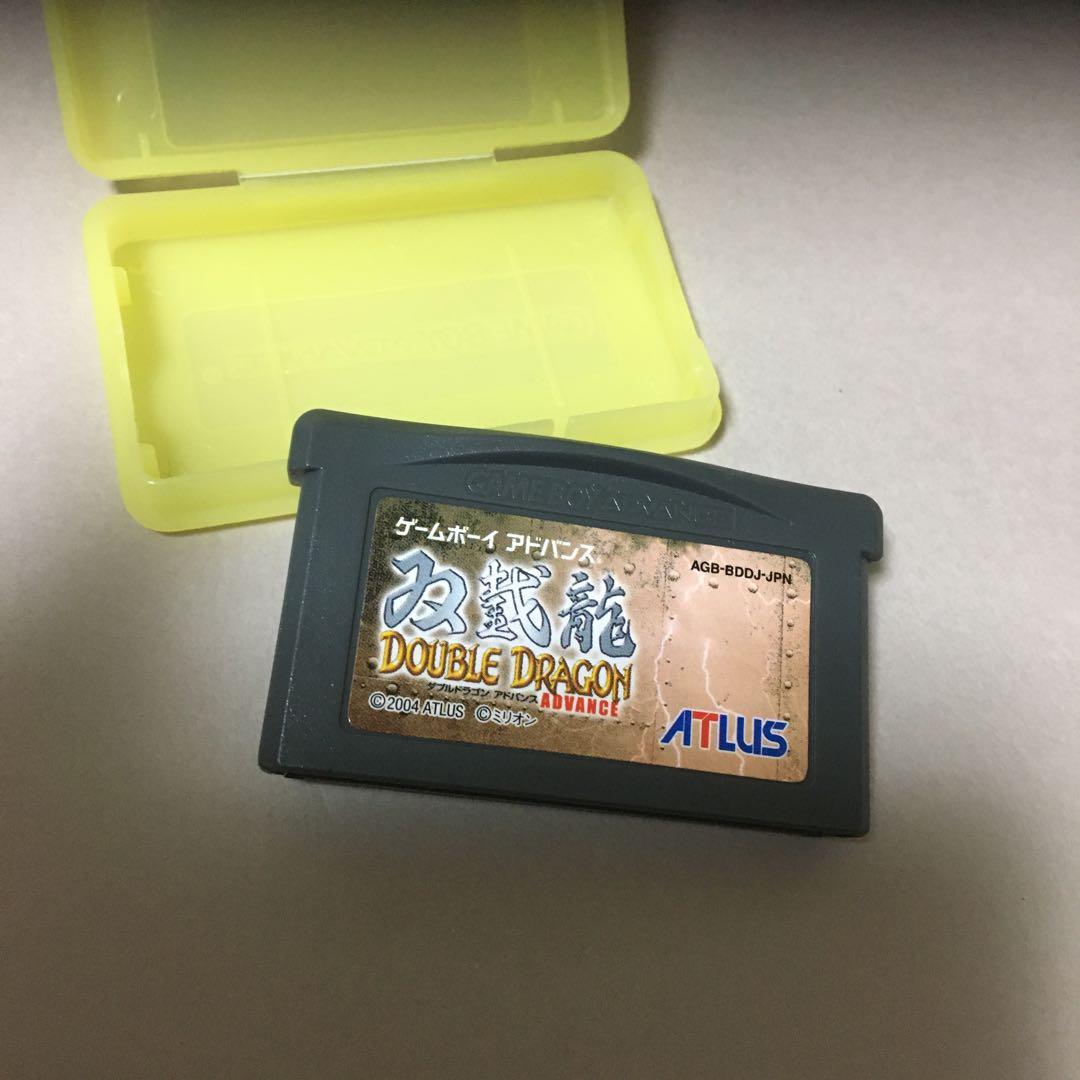 GAME BOY ADVANCE
ゲームボーイ アドバンス
AGB-BDDJ-JPN
双截龍
DOUBLE DRAGON
ダブルドラゴン アドバンス
ADVANCE
©2004 ATLUS ©ミリオン
ATLUS